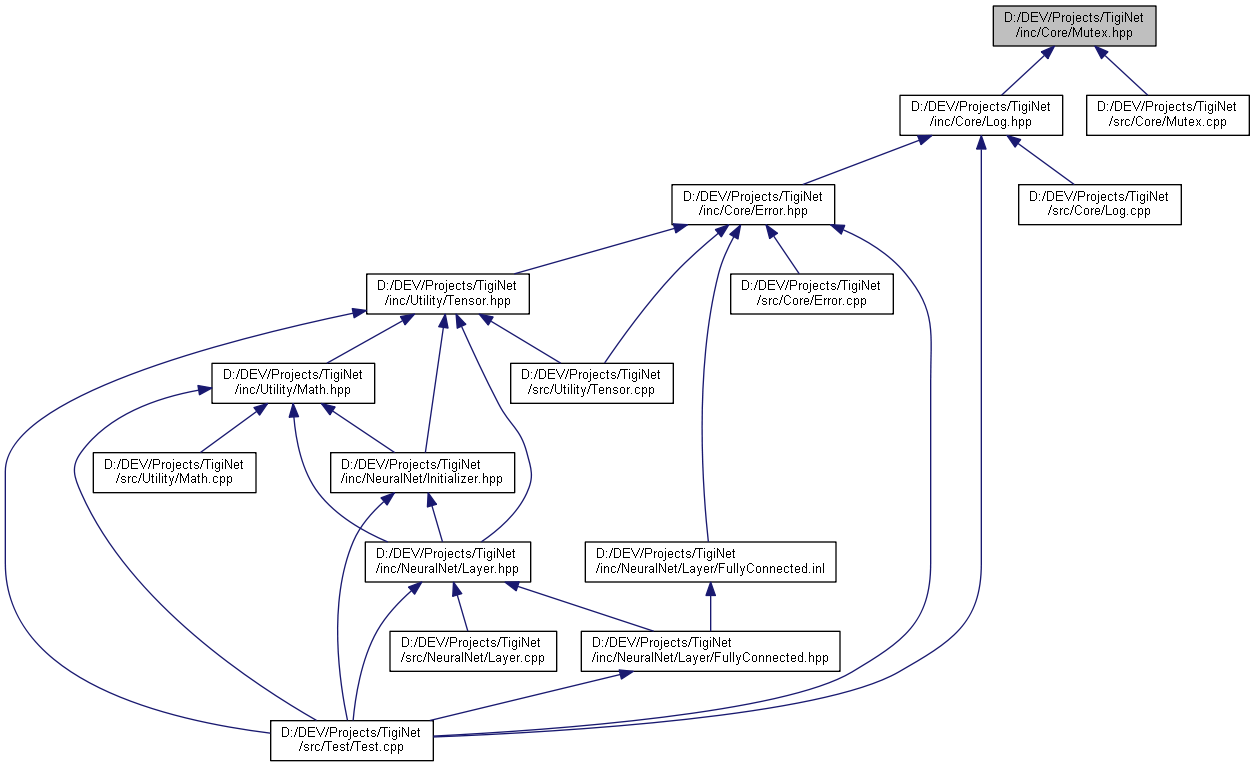 D:/DEV/Projects/TigiNet
/inc/Core/Mutex.hpp
D:/DEV/Projects/TigiNet
/inc/Core/Log.hpp
D:/DEV/Projects/TigiNet
/src/Core/Mutex.cpp
D:/DEV/Projects/TigiNet
/inc/Core/Error.hpp
D:/DEV/Projects/TigiNet
/src/Core/Log.cpp
D:/DEV/Projects/TigiNet
/inc/Utility/Tensor.hpp
D:/DEV/Projects/TigiNet
/src/Core/Error.cpp
D:/DEV/Projects/TigiNet
/inc/Utility/Math.hpp
D:/DEV/Projects/TigiNet
/src/Utility/Tensor.cpp
D:/DEV/Projects/TigiNet
/src/Utility/Math.cpp
D:/DEV/Projects/TigiNet
/inc/NeuralNet/Initializer.hpp
D:/DEV/Projects/TigiNet
/inc/NeuralNet/Layer.hpp
D:/DEV/Projects/TigiNet
/inc/NeuralNet/Layer/FullyConnected.inl
D:/DEV/Projects/TigiNet
/src/NeuralNet/Layer.cpp
D:/DEV/Projects/TigiNet
/inc/NeuralNet/Layer/FullyConnected.hpp
D:/DEV/Projects/TigiNet
/src/Test/Test.cpp